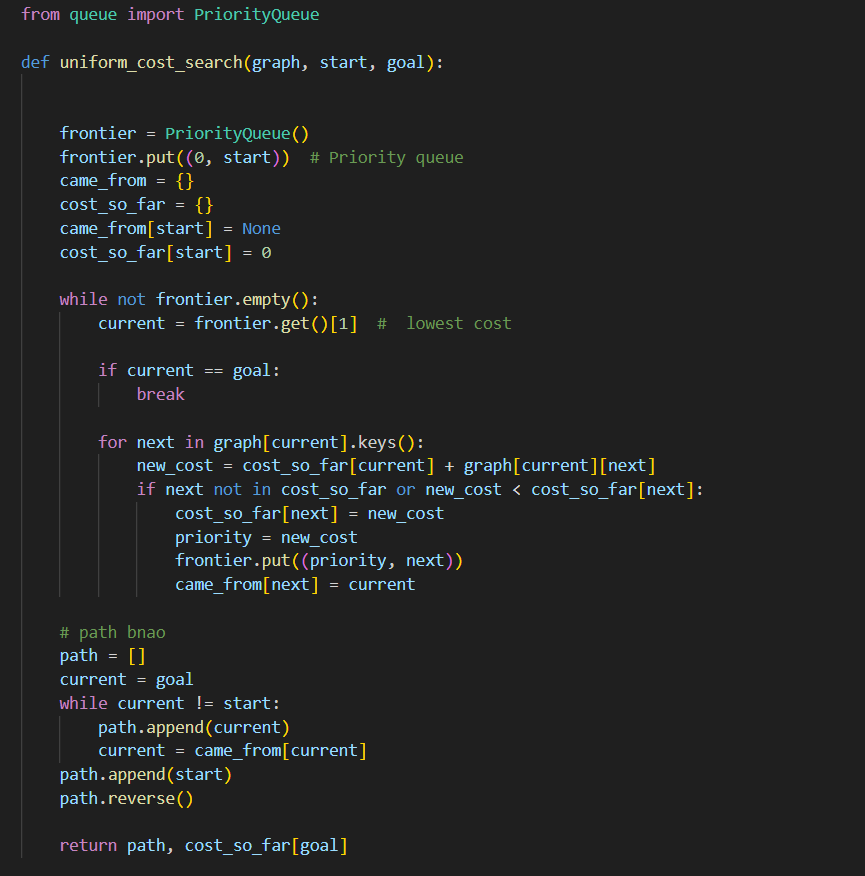 from queue import PriorityQueue
def uniform_cost_search(graph, start, goal):
    frontier = PriorityQueue()
    frontier.put((0, start))  # Priority queue
    came_from = {}
    cost_so_far = {}
    came_from[start] = None
    cost_so_far[start] = 0
    while not frontier.empty():
        current = frontier.get()[1]  #  lowest cost
        if current == goal:
            break
        for next in graph[current].keys():
            new_cost = cost_so_far[current] + graph[current][next]
            if next not in cost_so_far or new_cost < cost_so_far[next]:
                cost_so_far[next] = new_cost
                priority = new_cost
                frontier.put((priority, next))
                came_from[next] = current
    # path bnao
    path = []
    current = goal
    while current != start:
        path.append(current)
        current = came_from[current]
    path.append(start)
    path.reverse()
    return path, cost_so_far[goal]